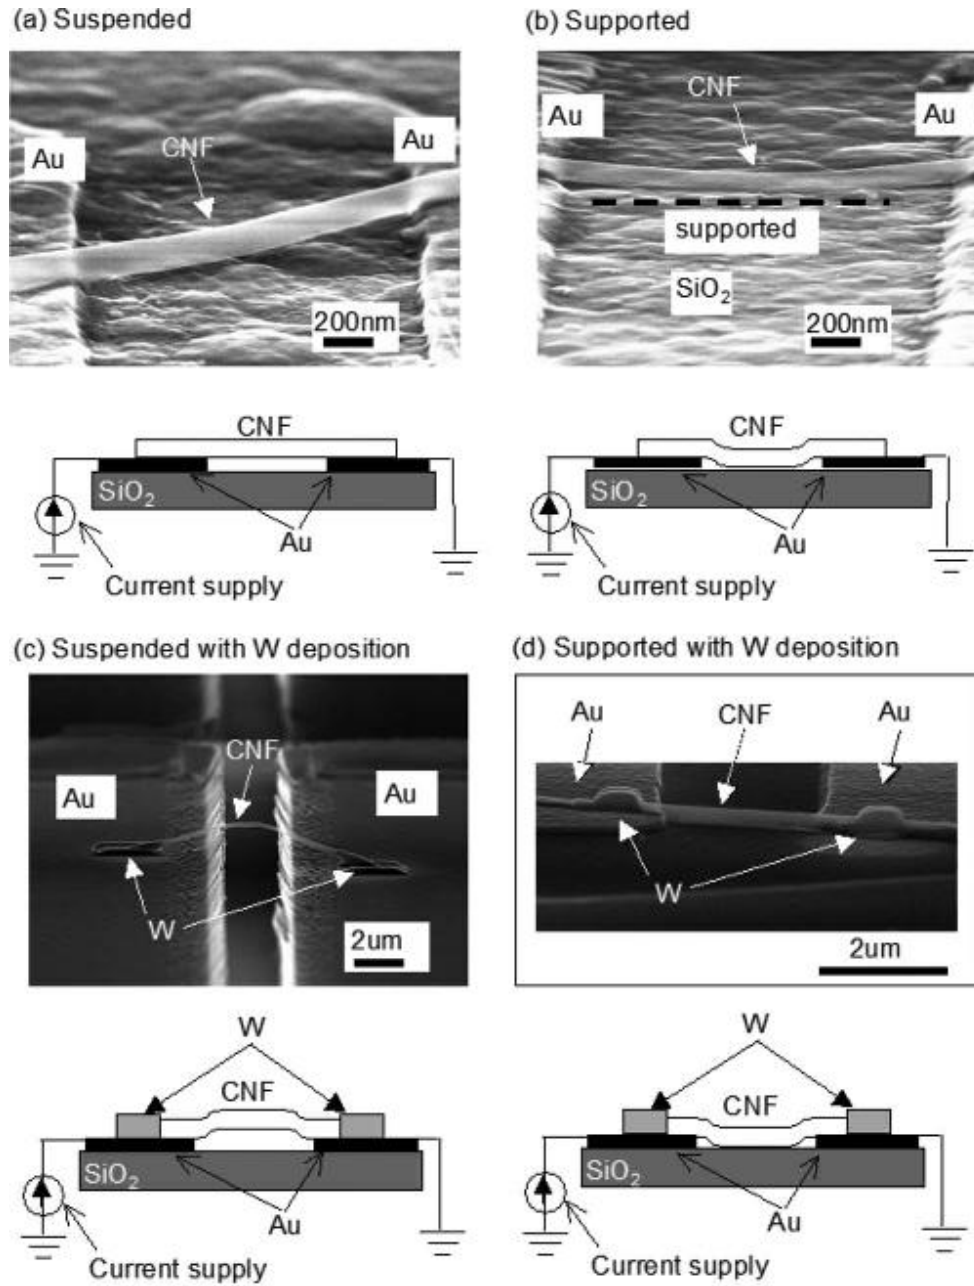 (a) Suspended
(b) Supported
Au
CNF
Au
200nm
Au
CNF
Au
supported
SiO2
200nm
CNF
SiO2
Au
Current supply
CNF
SiO2
Au
Current supply
(c) Suspended with W deposition
(d) Supported with W deposition
Au
CNF
Au
W
2um
Au
CNF
Au
W
2um
W
CNF
SiO2
Au
Current supply
W
CNF
SiO2
Au
Current supply